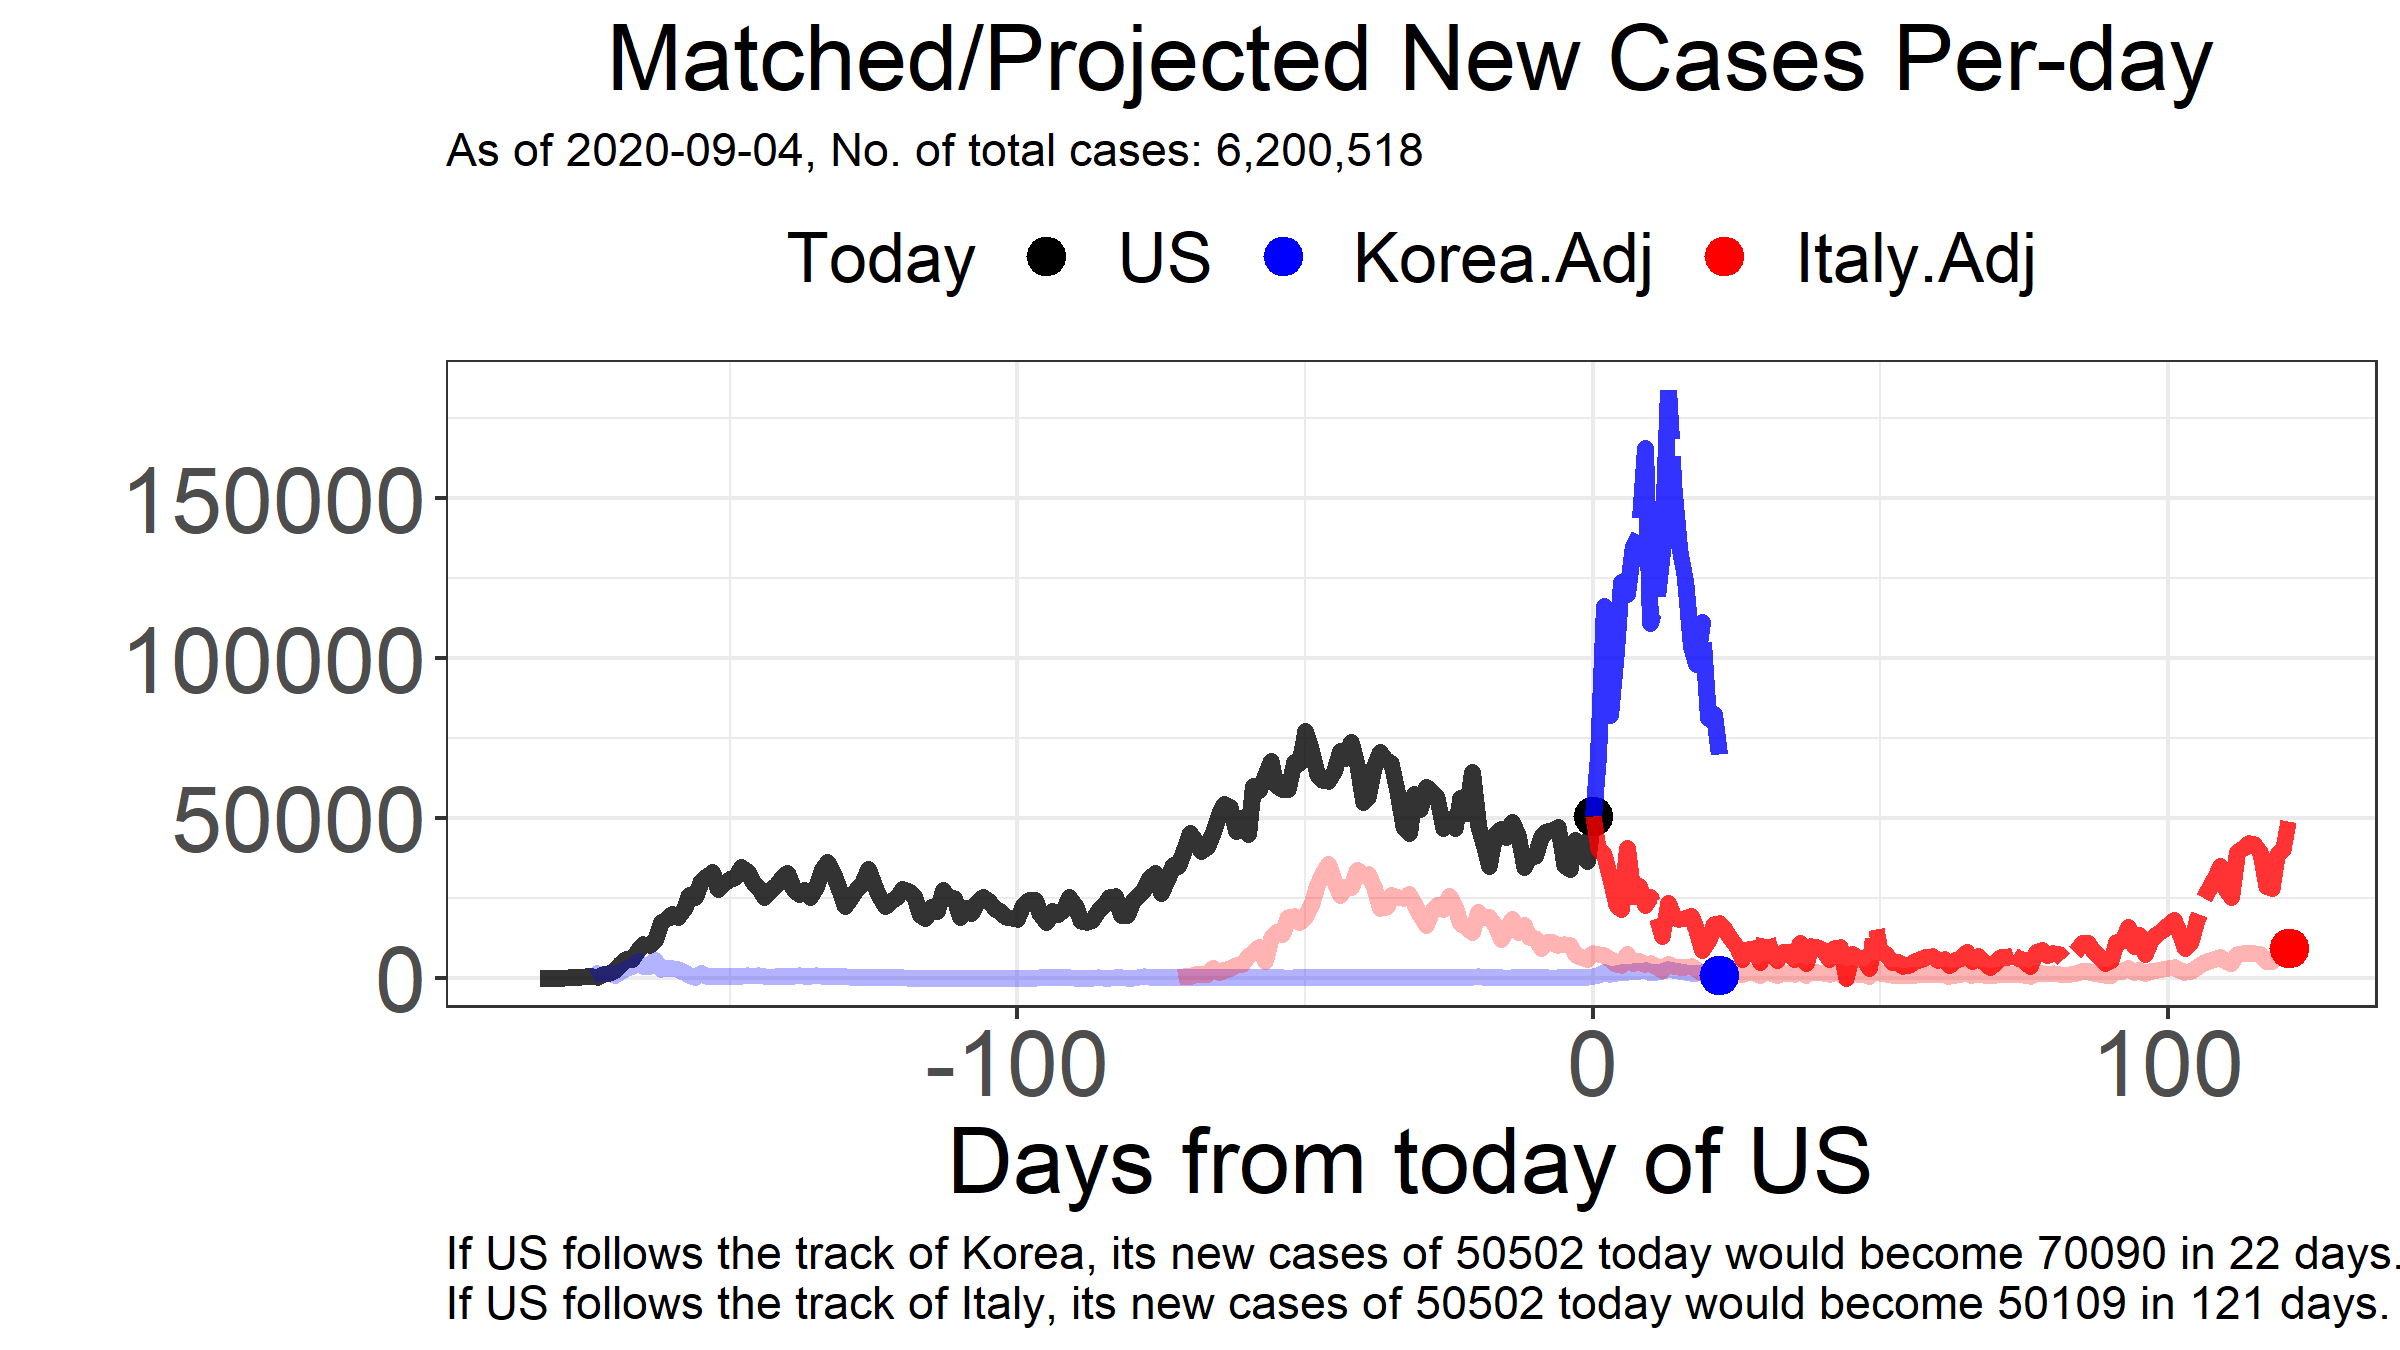 Matched/Projected New Cases Per-day
As of 2020-09-04, No. of total cases: 6,200,518
Today US Korea.Adj Italy.Adj
150000
100000
50000
0
-100 0 100
Days from today of US
If US follows the track of Korea, its new cases of 50502 today would become 70090 in 22 days.
If US follows the track of Italy, its new cases of 50502 today would become 50109 in 121 days.